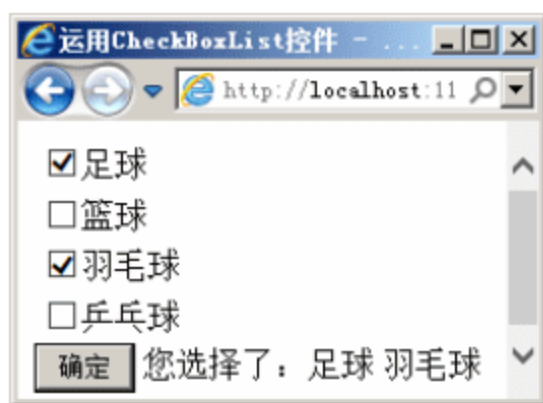 运用CheckBoxList控件 - ...
http://localhost:11
足球
篮球
羽毛球
乒乓球
确定 您选择了: 足球 羽毛球